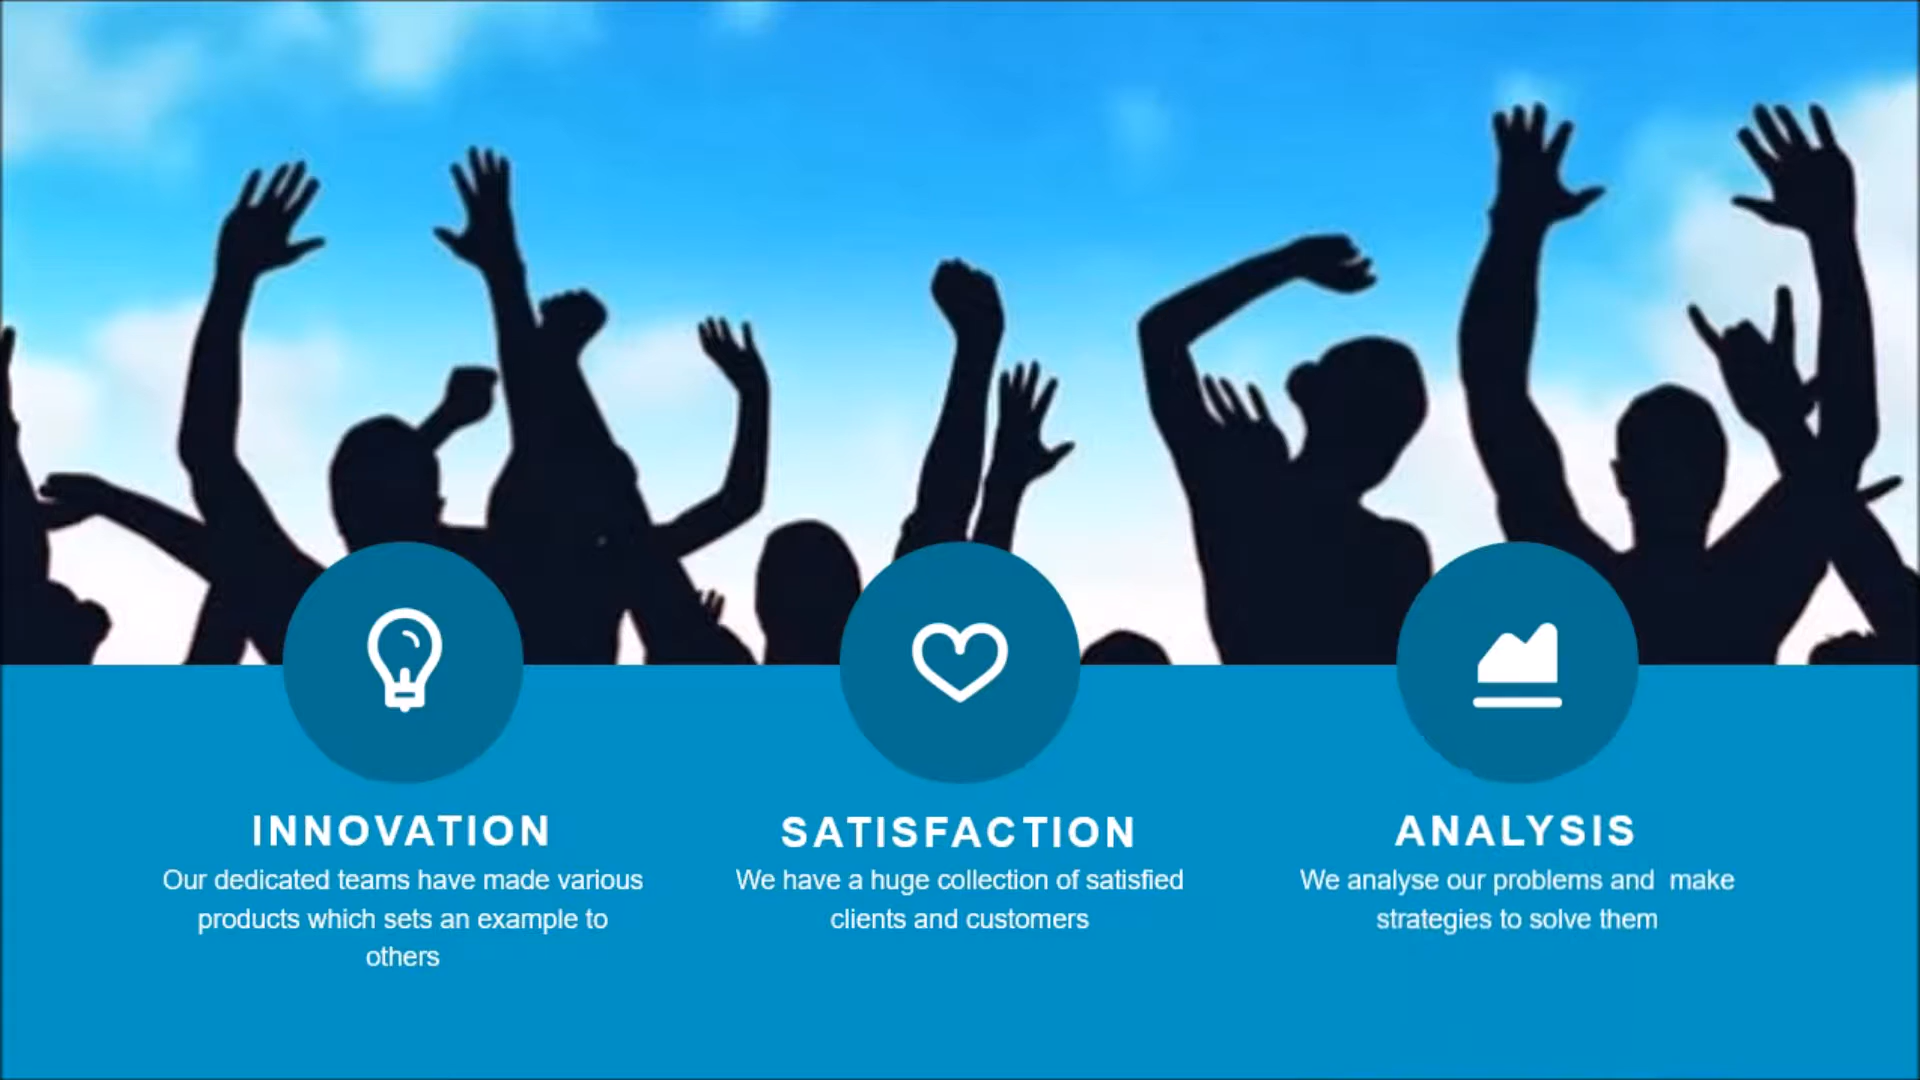 INNOVATION
Our dedicated teams have made various
products which sets an example to
others
SATISFACTION
We have a huge collection of satisfied
clients and customers
ANALYSIS
We analyse our problems and  make
strategies to solve them